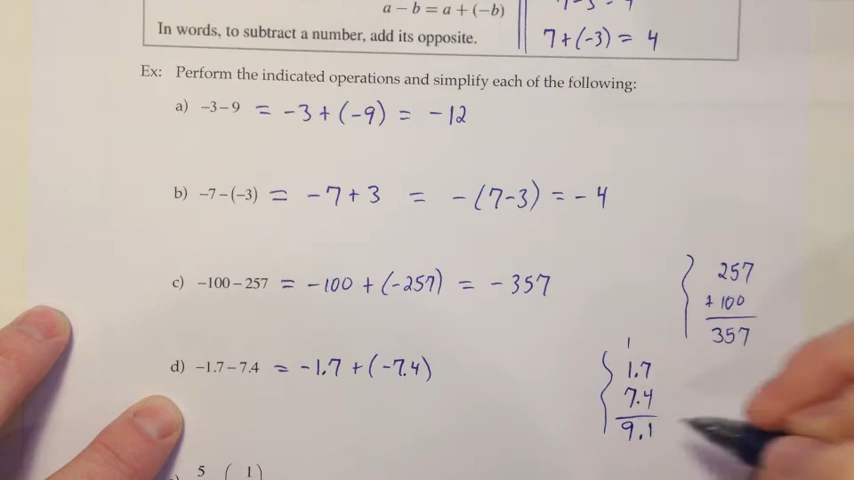 a − b = a + (−b)
In words, to subtract a number, add its opposite.
7 + (-3) = 4
Ex: Perform the indicated operations and simplify each of the following:
a) −3 − 9 = -3 + (-9) = -12
b) −7 − (−3) = -7 + 3 = -(7-3) = -4
c) −100 − 257 = -100 + (-257) = -357
257
+ 100
357
d) −1.7 − 7.4 = -1.7 + (-7.4)
1
1.7
7.4
9.1
5 ( 1